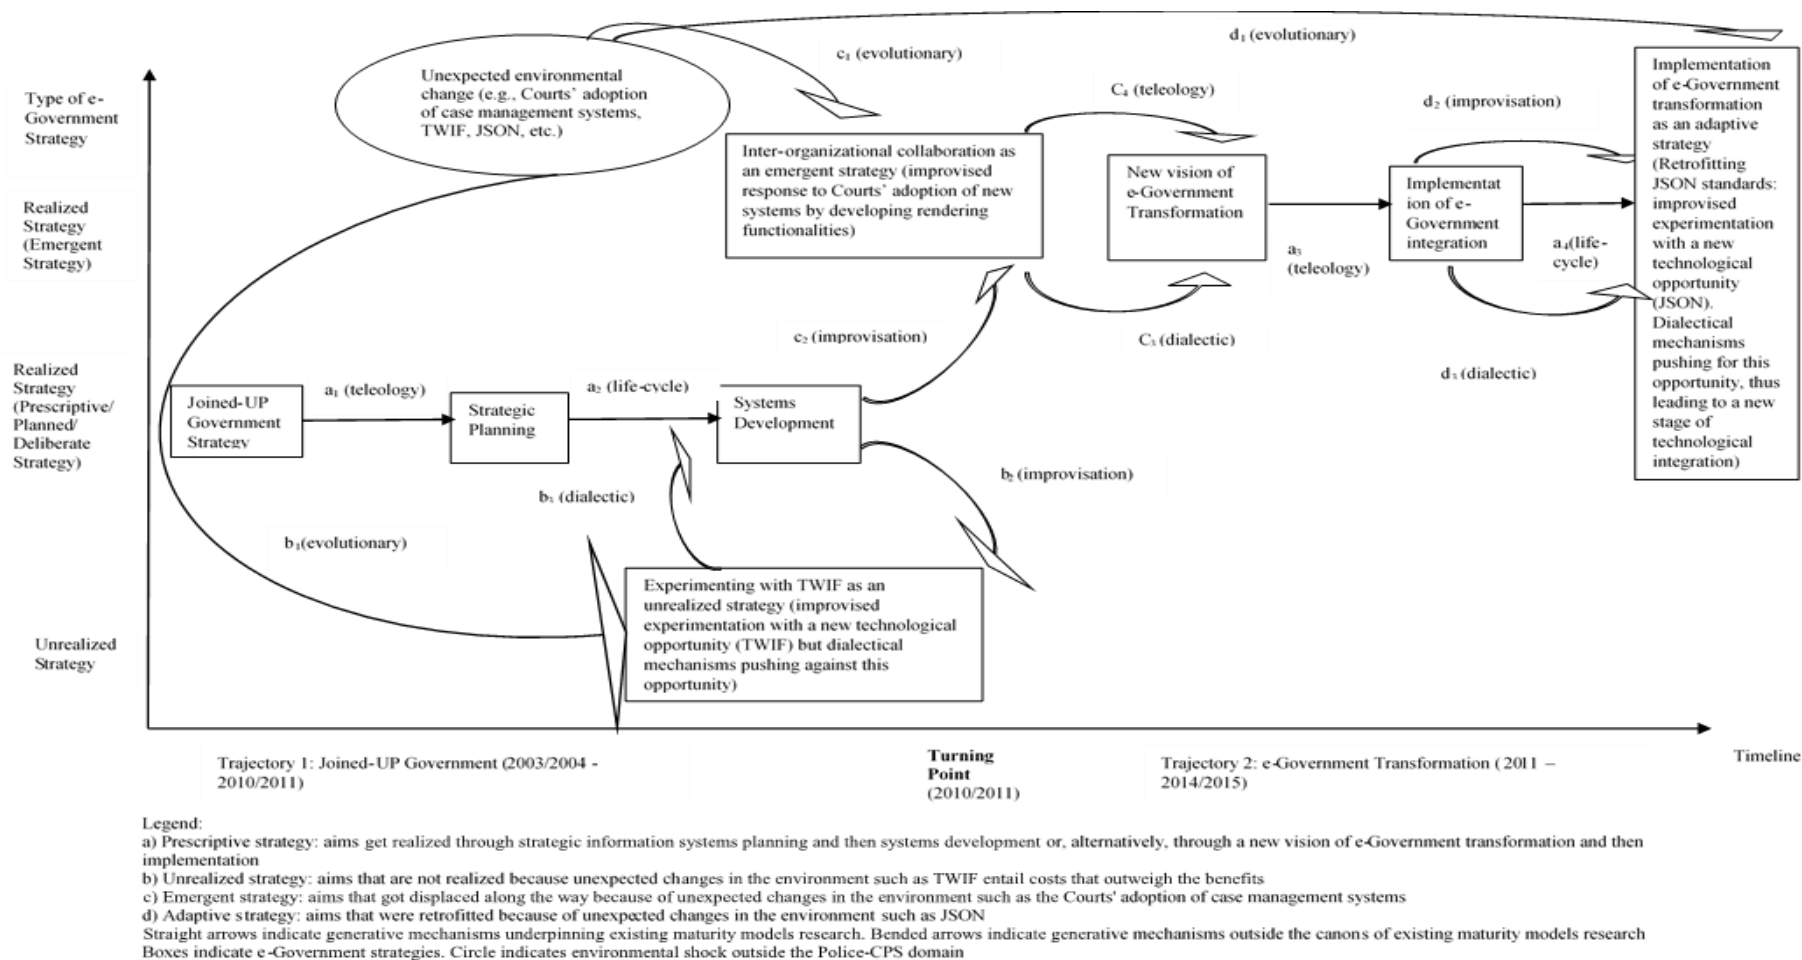 Type of e-
Government
Strategy
Realized
Strategy
(Emergent
Strategy)
Realized
Strategy
(Prescriptive/
Planned/
Deliberate
Strategy)
Unrealized
Strategy
Unexpected environmental
change (e.g., Courts' adoption
of case management systems,
TWIF, JSON, etc.)
c₁ (evolutionary)
d₁ (evolutionary)
Inter-organizational collaboration as
an emergent strategy (improvised
response to Courts' adoption of new
systems by developing rendering
functionalities)
C₄ (teleology)
New vision of
e-Government
Transformation
C₃ (dialectic)
a₃
(teleology)
d₂ (improvisation)
Implementat
ion of e-
Government
integration
a₄(life-
cycle)
d₃ (dialectic)
Implementation
of e-Government
transformation
as an adaptive
strategy
(Retrofitting
JSON standards:
improvised
experimentation
with a new
technological
opportunity
(JSON).
Dialectical
mechanisms
pushing for this
opportunity, thus
leading to a new
stage of
technological
integration)
c₂ (improvisation)
Joined-UP
Government
Strategy
a₁ (teleology)
Strategic
Planning
a₂ (life-cycle)
Systems
Development
b₃ (dialectic)
b₂ (improvisation)
b₁(evolutionary)
Experimenting with TWIF as an
unrealized strategy (improvised
experimentation with a new technological
opportunity (TWIF) but dialectical
mechanisms pushing against this
opportunity)
Trajectory 1: Joined-UP Government (2003/2004 -
2010/2011)
Turning
Point
(2010/2011)
Trajectory 2: e-Government Transformation (2011 –
2014/2015)
Timeline
Legend:
a) Prescriptive strategy: aims get realized through strategic information systems planning and then systems development or, alternatively, through a new vision of e-Government transformation and then
implementation
b) Unrealized strategy: aims that are not realized because unexpected changes in the environment such as TWIF entail costs that outweigh the benefits
c) Emergent strategy: aims that got displaced along the way because of unexpected changes in the environment such as the Courts' adoption of case management systems
d) Adaptive strategy: aims that were retrofitted because of unexpected changes in the environment such as JSON
Straight arrows indicate generative mechanisms underpinning existing maturity models research. Bended arrows indicate generative mechanisms outside the canons of existing maturity models research
Boxes indicate e-Government strategies. Circle indicates environmental shock outside the Police-CPS domain